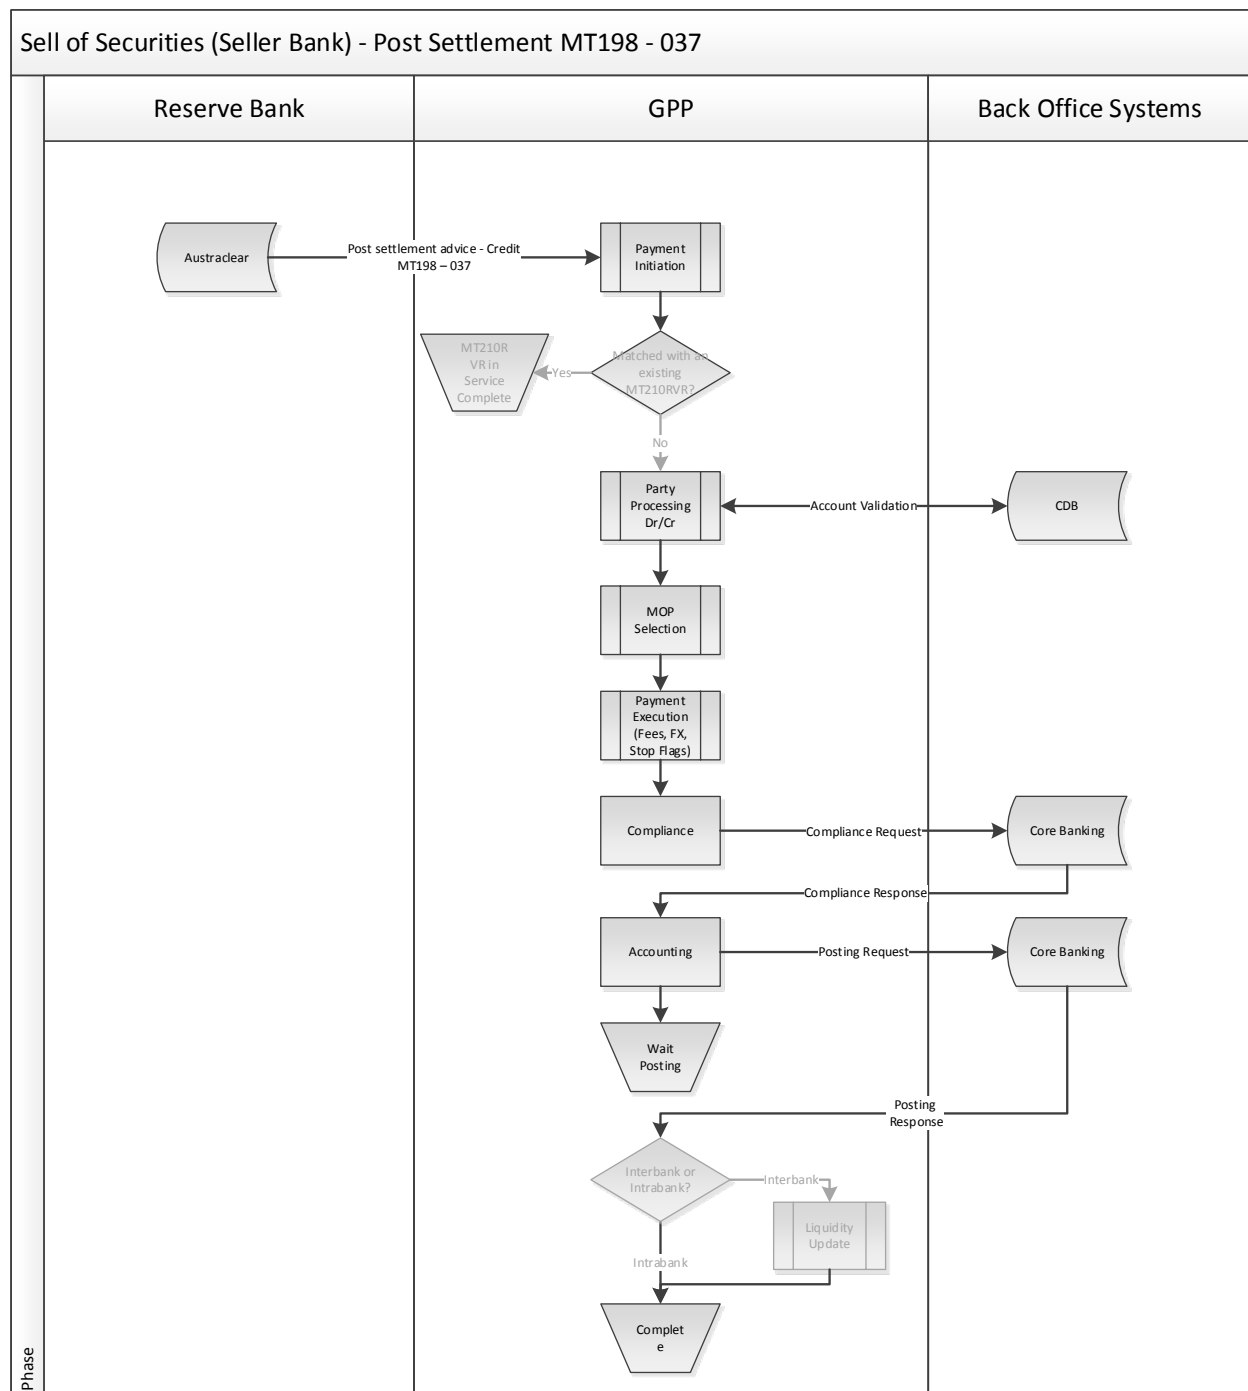 Sell of Securities (Seller Bank) - Post Settlement MT198 - 037
Reserve Bank
GPP
Back Office Systems
Austraclear
Post settlement advice - Credit
MT198 – 037
Payment
Initiation
MT210R
VR in
Service
Complete
Yes
Matched with an
existing
MT210RVR?
No
Party
Processing
Dr/Cr
Account Validation
CDB
MOP
Selection
Payment
Execution
(Fees, FX,
Stop Flags)
Compliance
Compliance Request
Core Banking
Compliance Response
Accounting
Posting Request
Core Banking
Wait
Posting
Posting
Response
Interbank or
Intrabank?
Interbank
Liquidity
Update
Intrabank
Complet
e
Phase